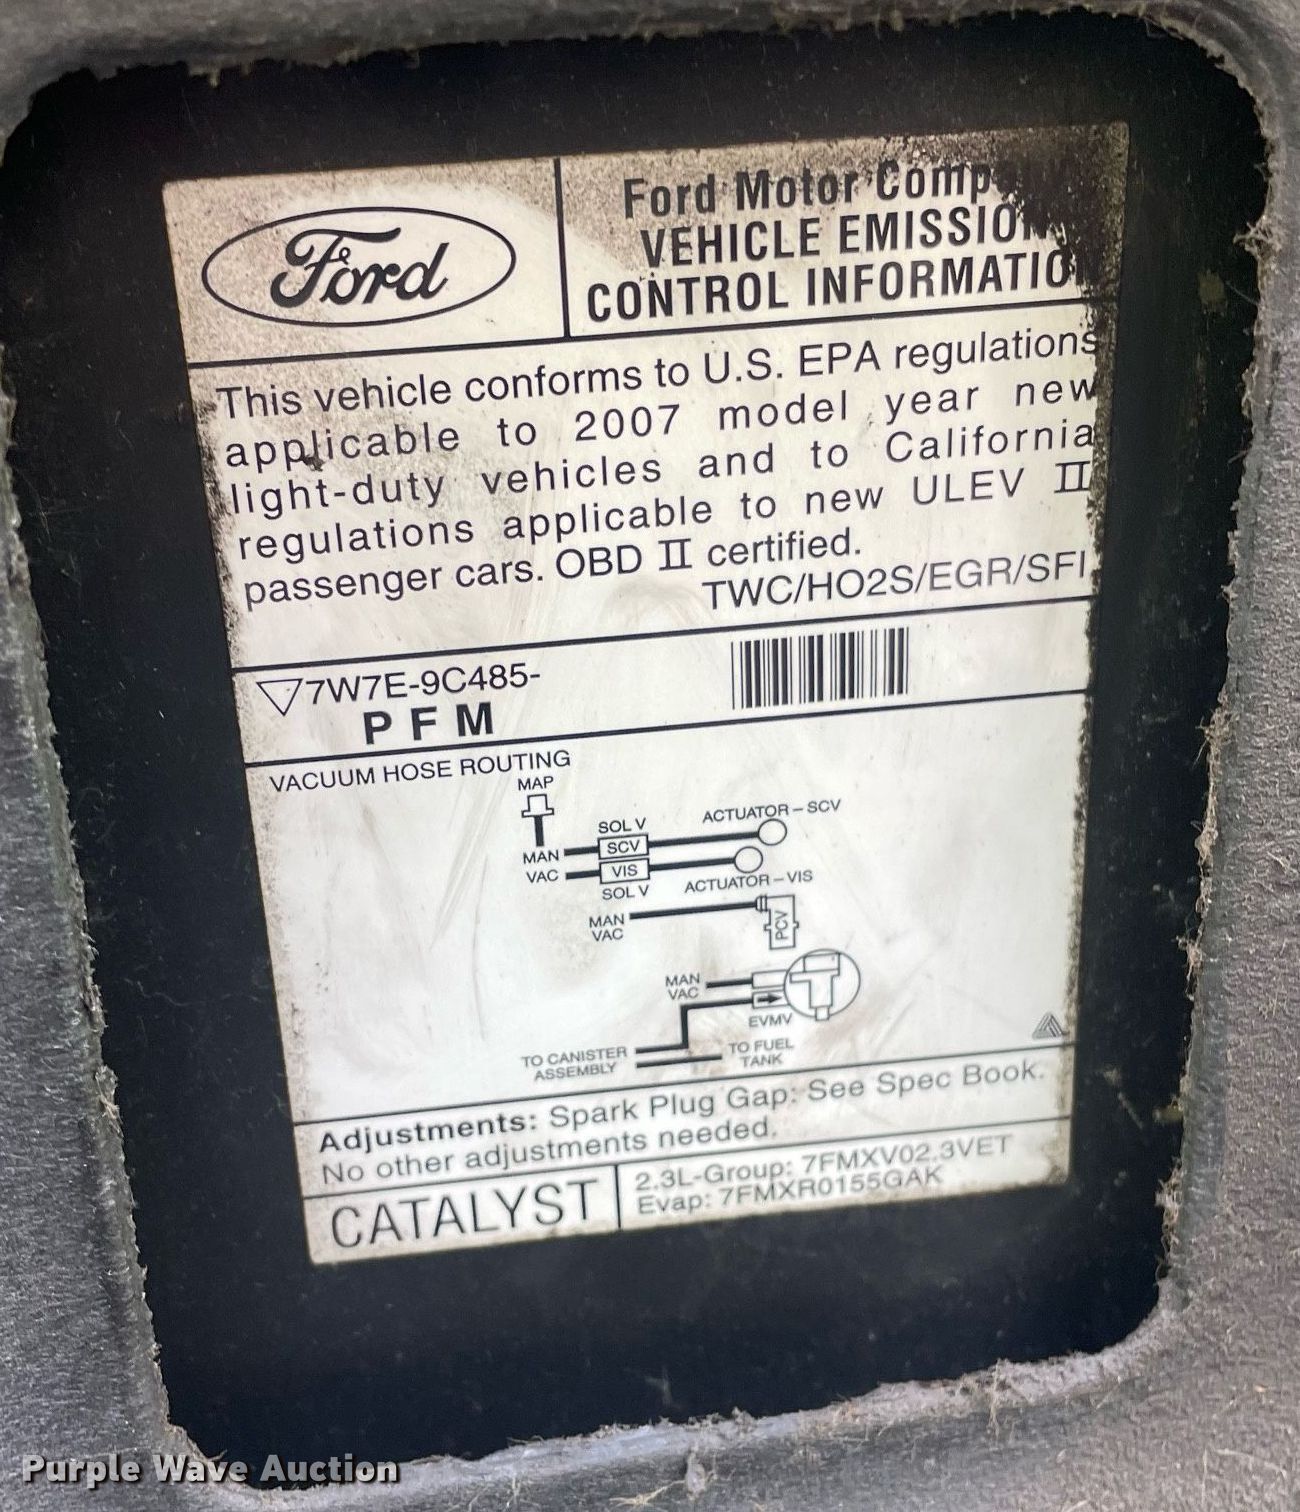 Ford
Ford Motor Comp
VEHICLE EMISSION
CONTROL INFORMATION
This vehicle conforms to U.S. EPA regulations
applicable to 2007 model year new
light-duty vehicles and to California
regulations applicable to new ULEV II
passenger cars. OBD II certified.
TWC/HO2S/EGR/SFI
7W7E-9C485-
PFM
VACUUM HOSE ROUTING
MAP
SOL V
ACTUATOR-SCV
MAN
SCV
VAC
VIS
SOL V
ACTUATOR-VIS
MAN
VAC
PCV
MAN
VAC
EVMV
TO CANISTER
ASSEMBLY
TO FUEL
TANK
Adjustments: Spark Plug Gap: See Spec Book.
No other adjustments needed.
CATALYST
2.3L-Group: 7FMXV02.3VET
Evap: 7FMXR0155GAK
Purple Wave Auction